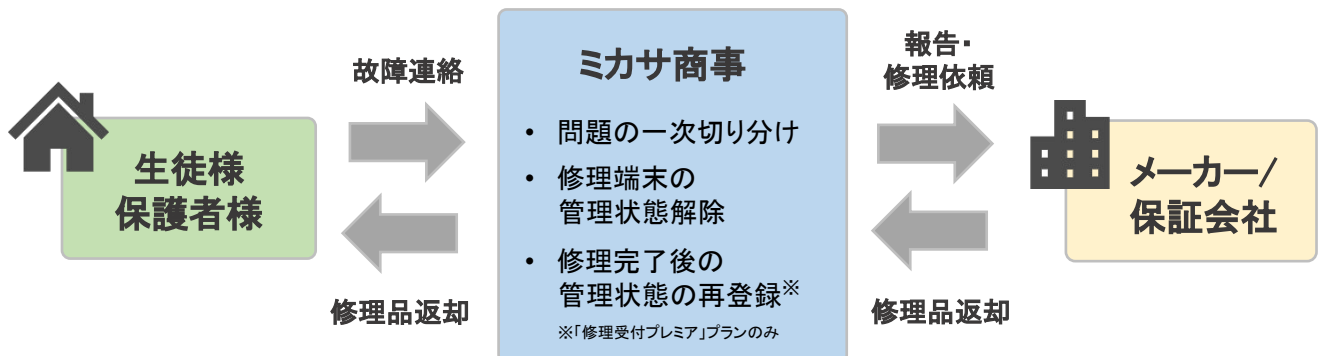 生徒様
保護者様
故障連絡
修理品返却
ミカサ商事
• 問題の一次切り分け
• 修理端末の
管理状態解除
• 修理完了後の
管理状態の再登録※
※「修理受付プレミア」プランのみ
報告・
修理依頼
修理品返却
メーカー/
保証会社